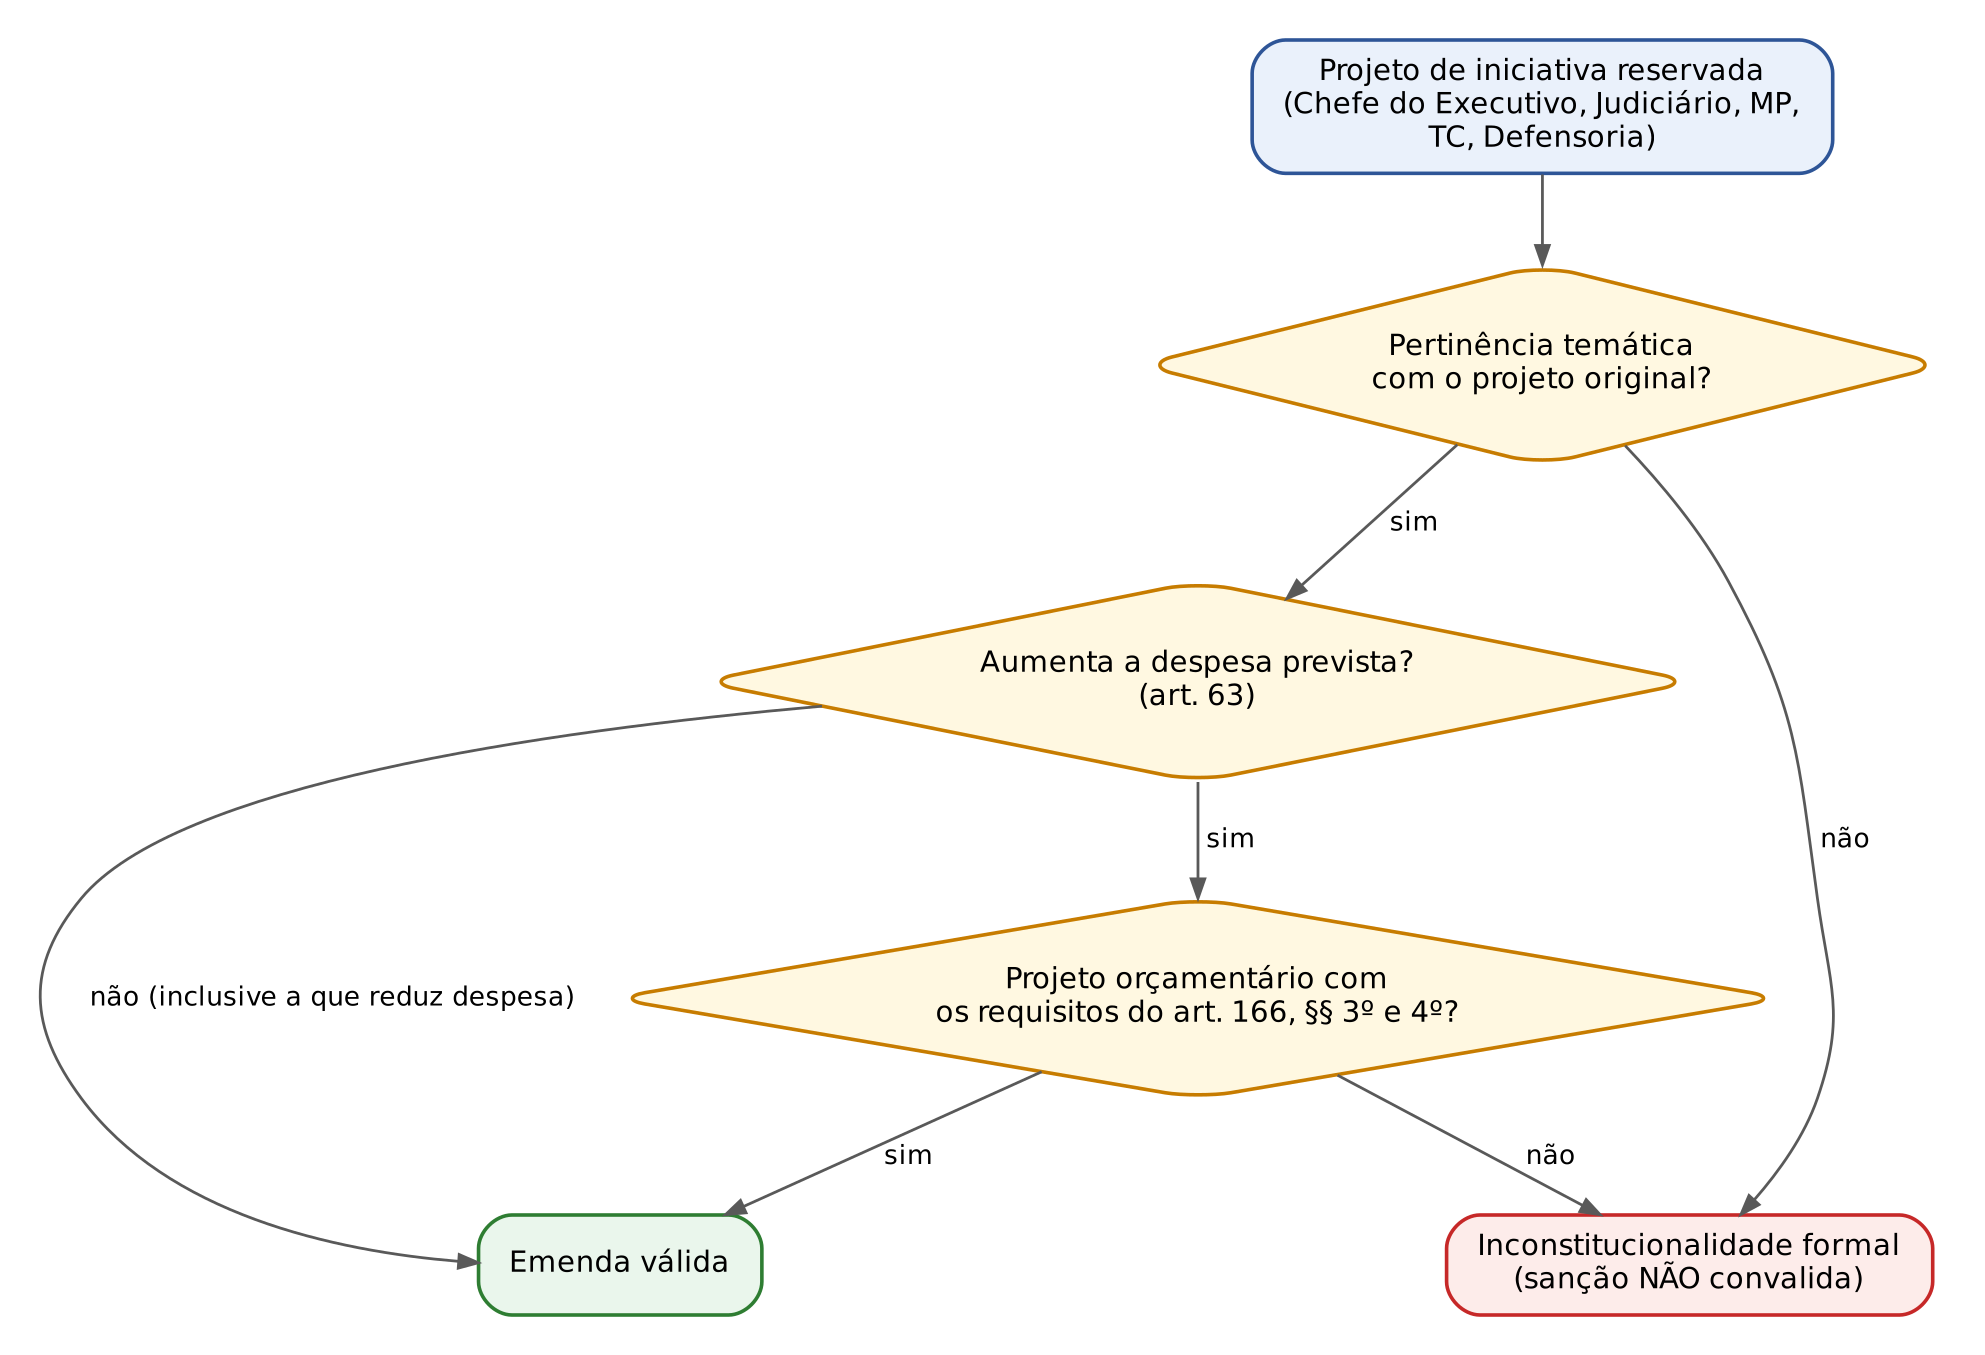 Projeto de iniciativa reservada
(Chefe do Executivo, Judiciário, MP,
TC, Defensoria)
Pertinência temática
com o projeto original?
sim
Aumenta a despesa prevista?
(art. 63)
sim
não
não (inclusive a que reduz despesa)
Projeto orçamentário com
os requisitos do art. 166, §§ 3º e 4º?
sim
não
Emenda válida
Inconstitucionalidade formal
(sanção NÃO convalida)